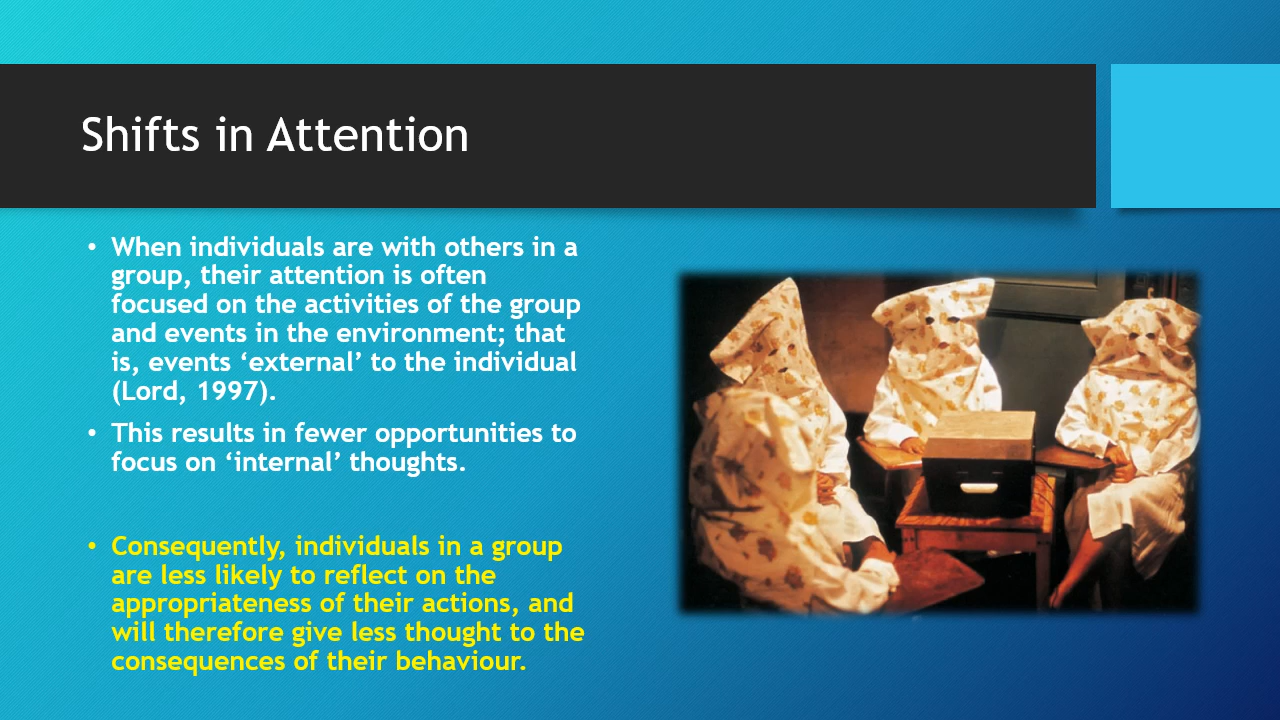 Shifts in Attention
• When individuals are with others in a
group, their attention is often
focused on the activities of the group
and events in the environment; that
is, events ‘external’ to the individual
(Lord, 1997).
• This results in fewer opportunities to
focus on ‘internal’ thoughts.
• Consequently, individuals in a group
are less likely to reflect on the
appropriateness of their actions, and
will therefore give less thought to the
consequences of their behaviour.